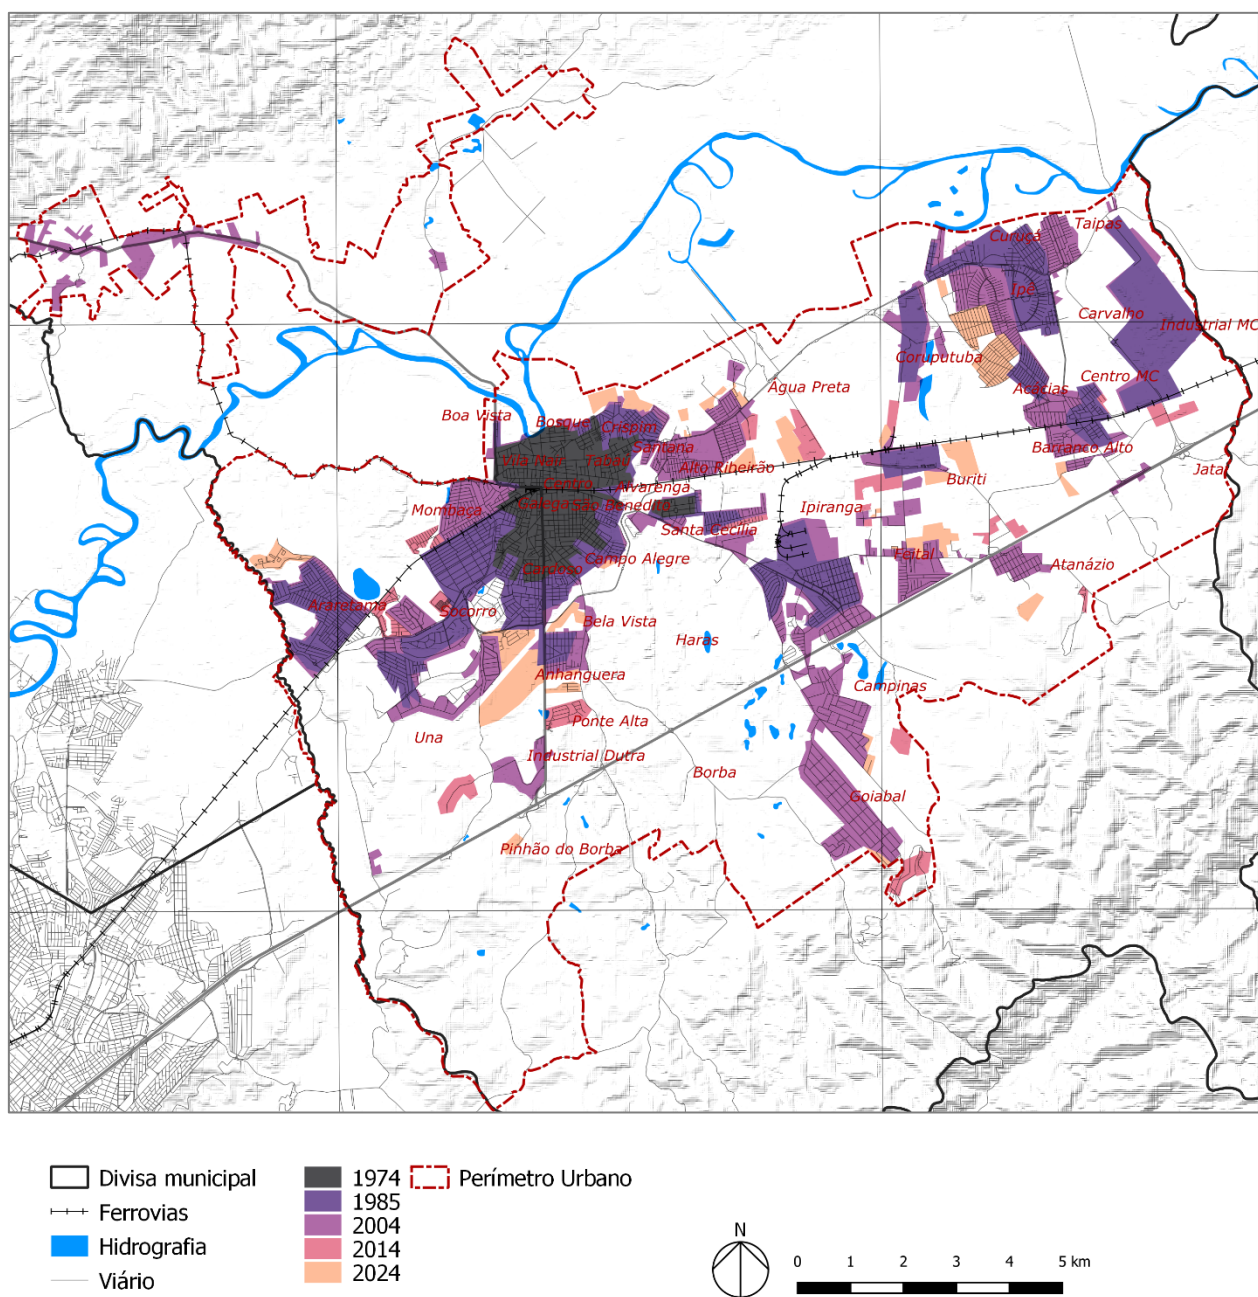 Taipas
Curuçá
Ipê
Carvalho
Industrial MC
Coruputuba
Centro MC
Acácias
Agua Preta
Boa Vista
Bosque
Crispim
Santana
Barranco Alto
Vila Nae
Tabaú
Alto Ribeirão
Jata
Centro
Alvarenga
Buriti
Mombaça
Galega
São Benedito
Ipiranga
Santa Cecília
Campo Alegre
Feital
Cardoso
Atanázio
Araretama
Socorro
Bela Vista
Haras
Anhanguera
Campinas
Ponte Alta
Una
Industrial Dutra
Borba
Goiabal
Pinhão do Borba
Divisa municipal
Ferrovias
Hidrografia
Viário
1974
1985
2004
2014
2024
Perímetro Urbano
N
0 1 2 3 4 5 km